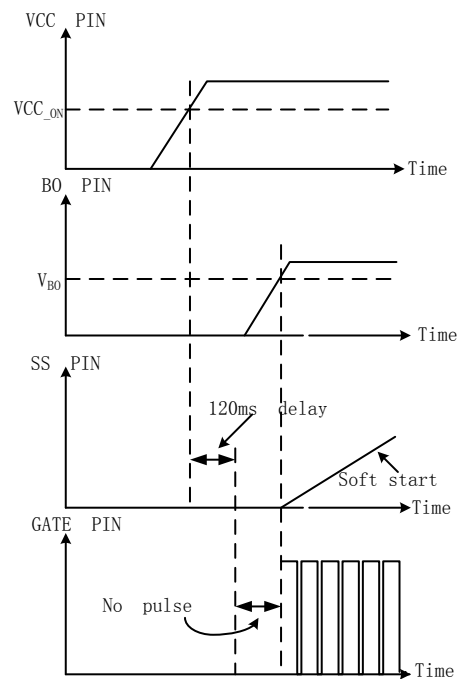 VCC PIN
VCC_ON
Time
BO PIN
VBO
Time
SS PIN
120ms delay
Soft start
Time
GATE PIN
No pulse
Time